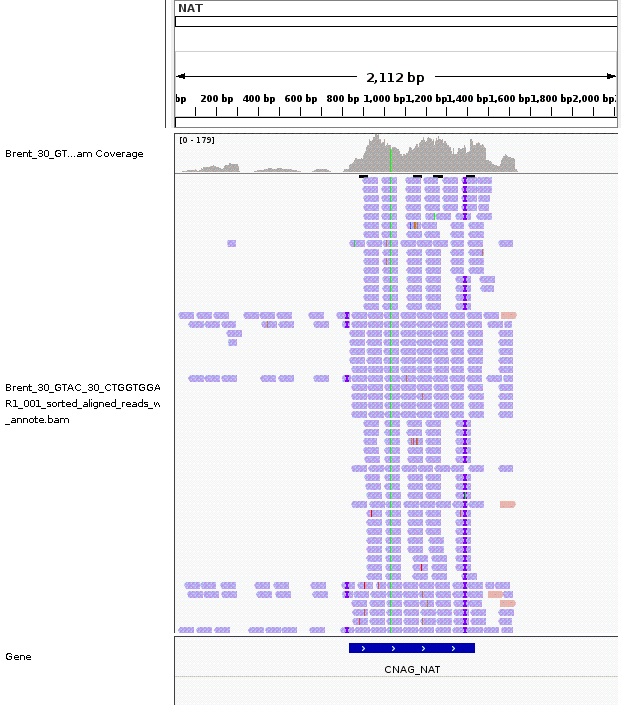 NAT
2,112 bp
bp 200 bp 400 bp 600 bp 800 bp 1,000 bp 1,200 bp 1,400 bp 1,600 bp 1,800 bp 2,000 bp
[0 - 179]
Brent_30_GT...am Coverage
Brent_30_GTAC_30_CTGGTGGA
R1_001_sorted_aligned_reads_w
_annote.bam
Gene
CNAG_NAT